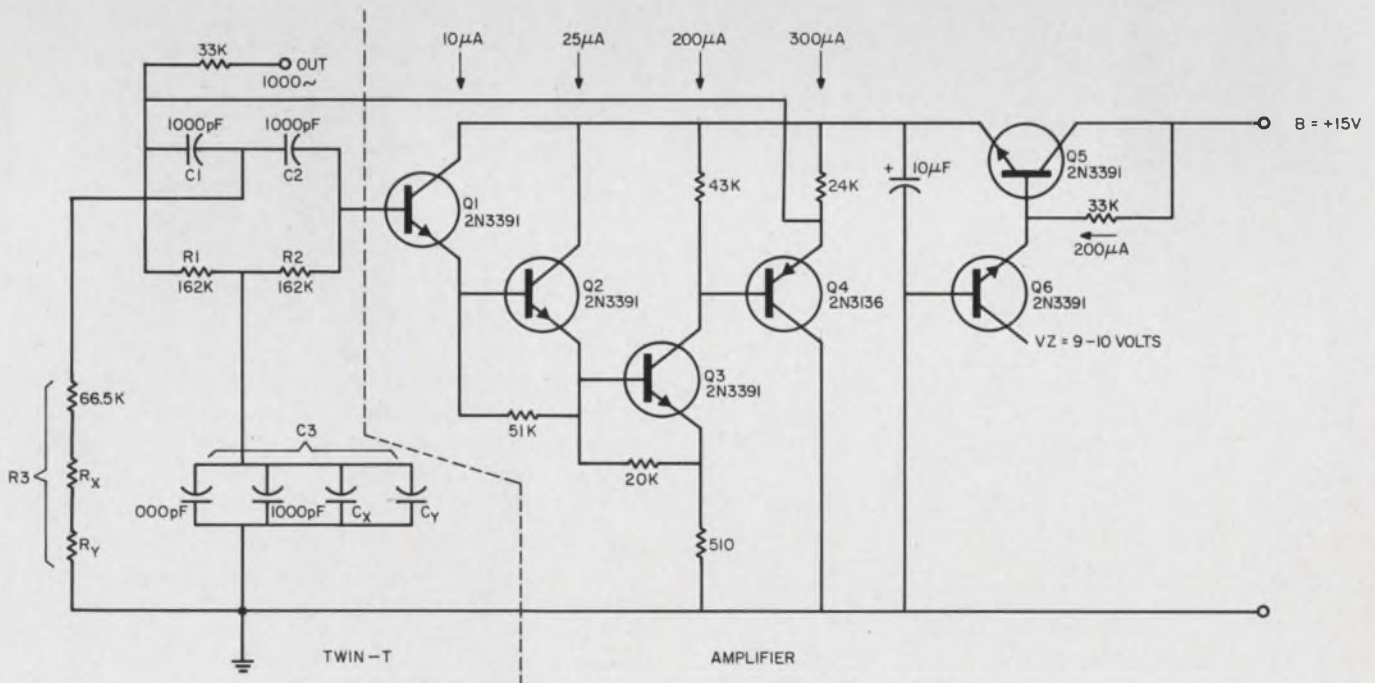 33K
OUT
1000~
10μA
25μA
200μA
300μA
1000pF
1000pF
C1
C2
R1
162K
R2
162K
Q1
2N3391
Q2
2N3391
Q3
2N3391
Q4
2N3136
43K
24K
+
10μF
Q5
2N3391
33K
200μA
Q6
2N3391
VZ = 9-10 VOLTS
B = +15V
51K
20K
510
R3
66.5K
RX
RY
C3
000pF
1000pF
CX
CY
TWIN-T
AMPLIFIER